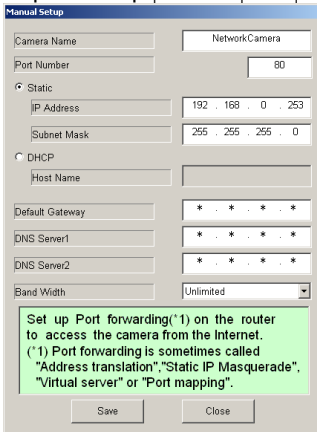 Manual Setup
Camera Name NetworkCamera
Port Number 80
Static
IP Address 192 . 168 . 0 . 253
Subnet Mask 255 . 255 . 255 . 0
DHCP
Host Name
Default Gateway * . * . * . *
DNS Server1 * . * . * . *
DNS Server2 * . * . * . *
Band Width Unlimited
Set up Port forwarding(*1) on the router
to access the camera from the Internet.
(*1) Port forwarding is sometimes called
"Address translation","Static IP Masquerade",
"Virtual server" or "Port mapping".
Save Close